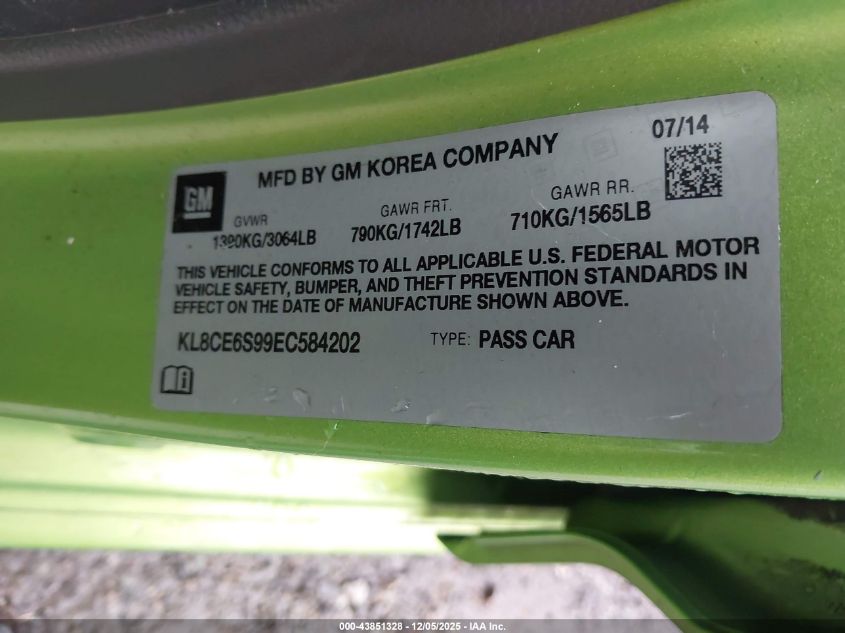 07/14
MFD BY GM KOREA COMPANY
GM
GVWR GAWR FRT. GAWR RR.
1390KG/3064LB 790KG/1742LB 710KG/1565LB
THIS VEHICLE CONFORMS TO ALL APPLICABLE U.S. FEDERAL MOTOR
VEHICLE SAFETY, BUMPER, AND THEFT PREVENTION STANDARDS IN
EFFECT ON THE DATE OF MANUFACTURE SHOWN ABOVE.
KL8CE6S99EC584202 TYPE: PASS CAR
000-43851328 - 12/05/2025 - IAA Inc.